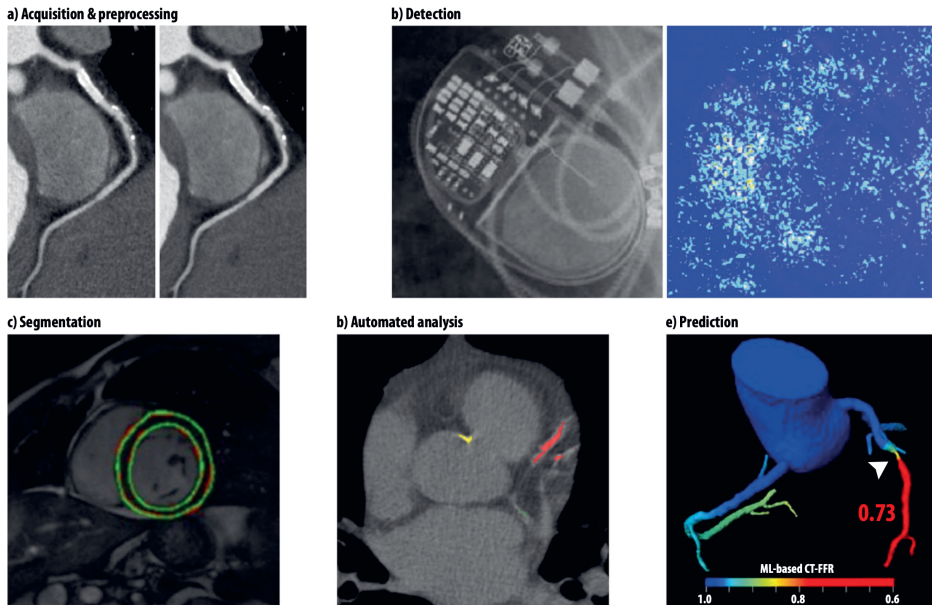 a) Acquisition & preprocessing
b) Detection
c) Segmentation
b) Automated analysis
e) Prediction
0.73
ML-based CT-FFR
1.0 0.8 0.6